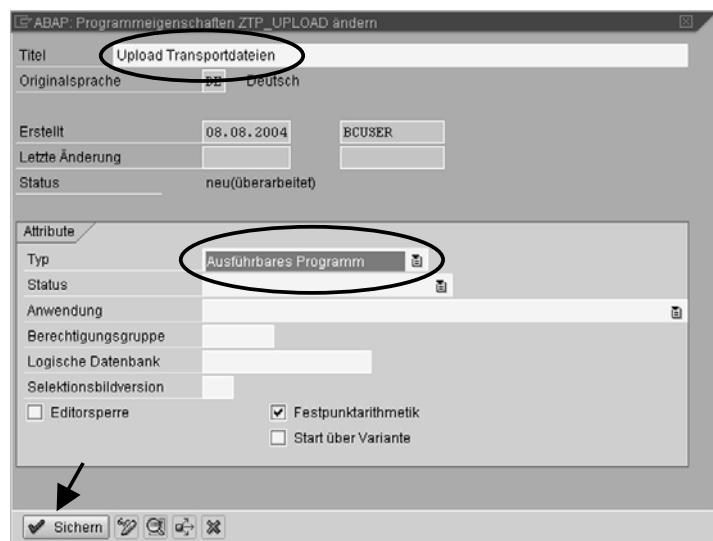 ABAP: Programmeigenschaften ZTP_UPLOAD ändern
Titel Upload Transportdateien
Originalsprache DE Deutsch
Erstellt 08.08.2004 BCUSER
Letzte Änderung
Status neu(überarbeitet)
Attribute
Typ Ausführbares Programm
Status
Anwendung
Berechtigungsgruppe
Logische Datenbank
Selektionsbildversion
Editorsperre Festpunktarithmetik
Start über Variante
Sichern